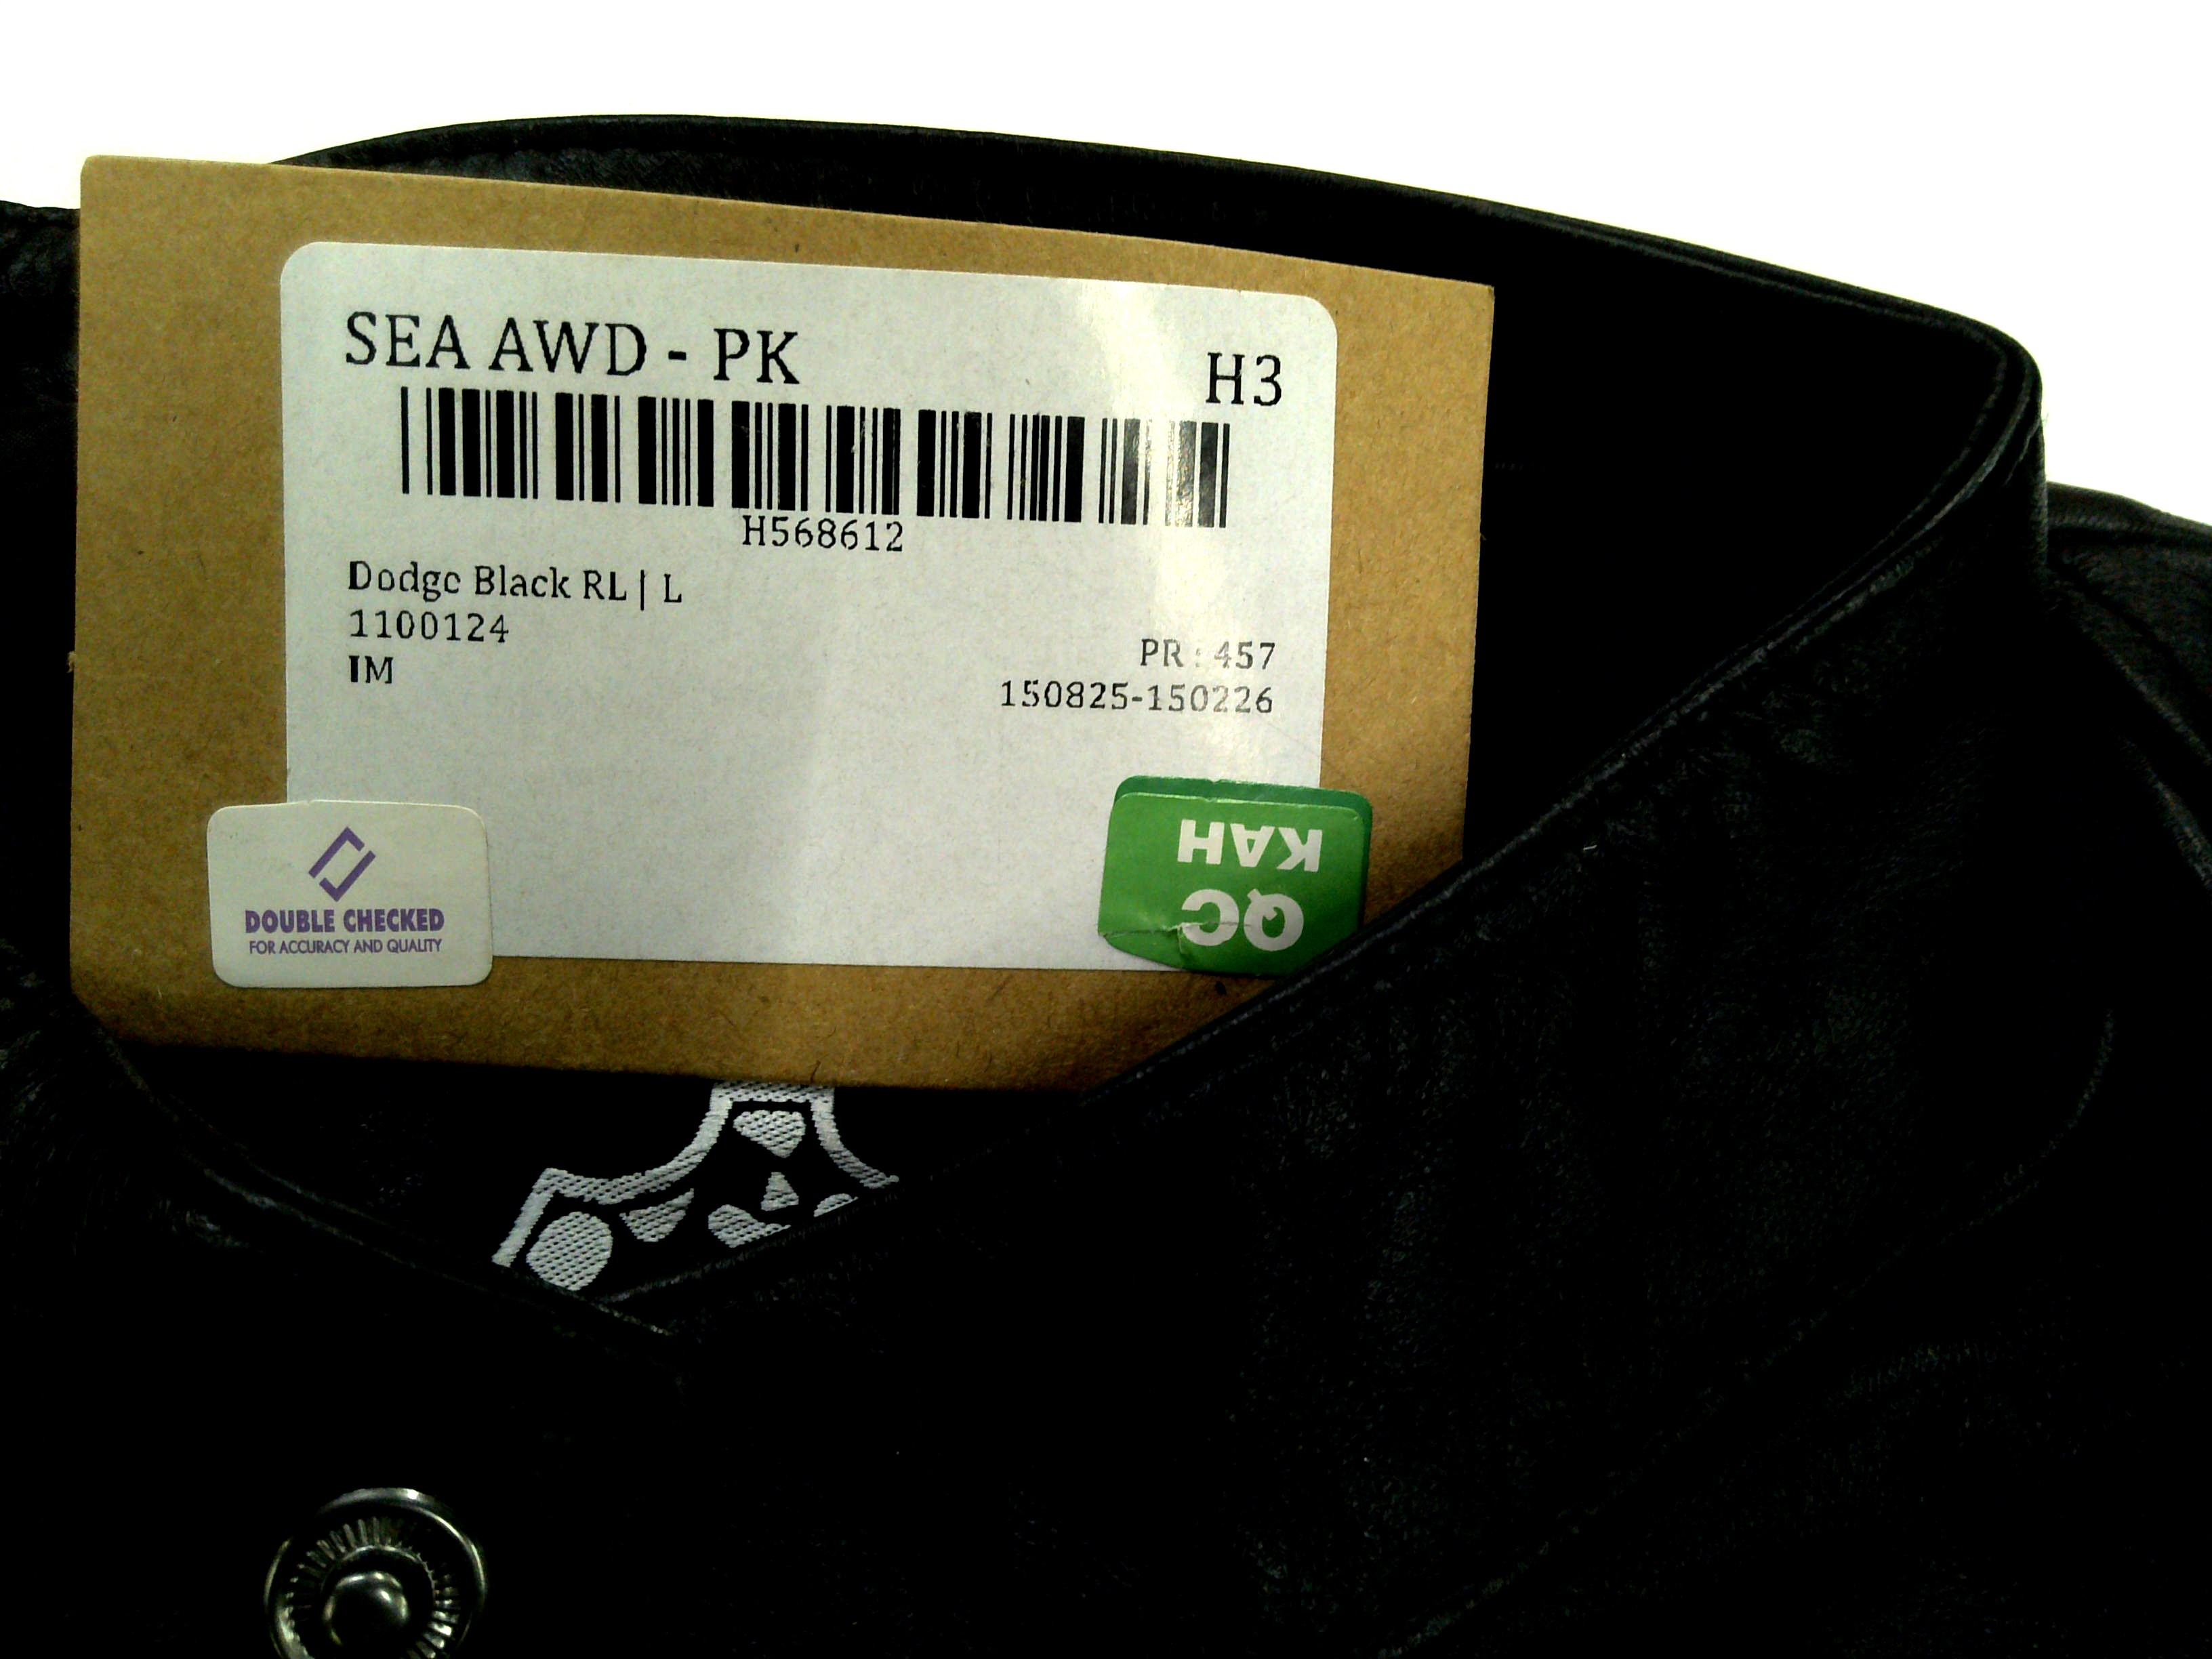 SEA AWD - PK
H3
H568612
Dodge Black RL | L
1100124
IM
PR : 457
150825-150226
DOUBLE CHECKED
FOR ACCURACY AND QUALITY
QC
KAH